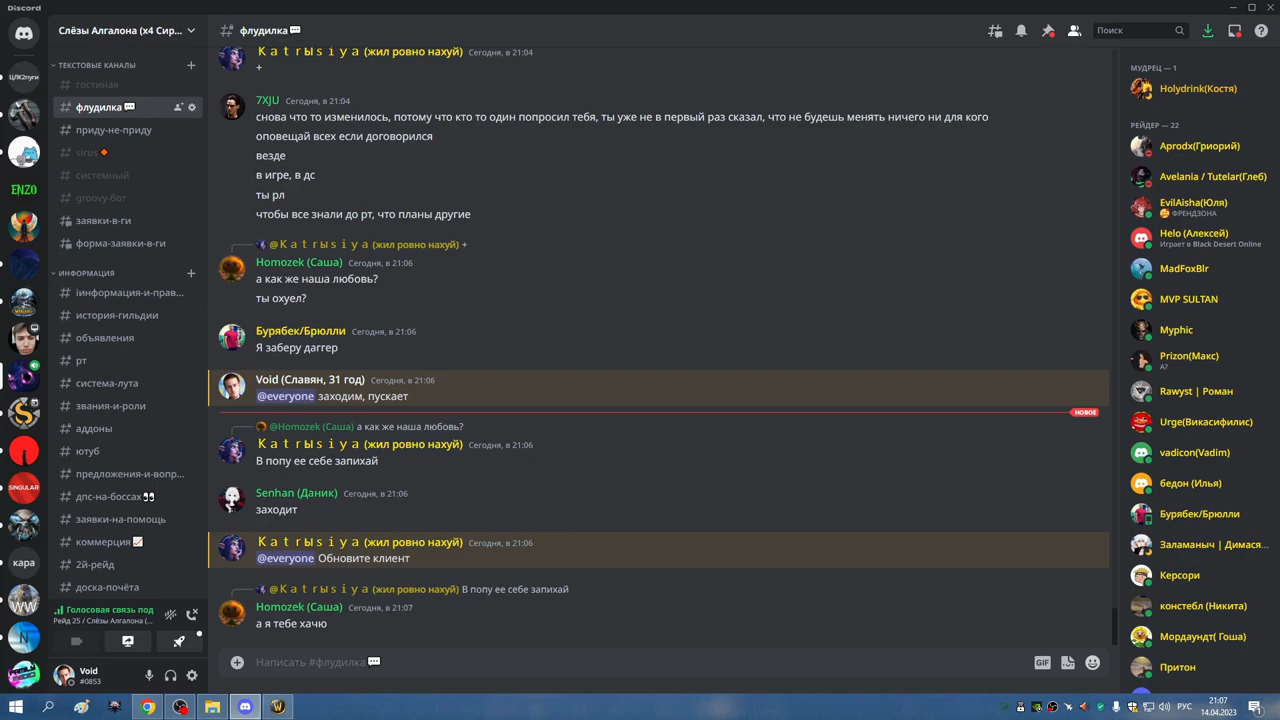 Discord
Слёзы Алгалона (x4 Сир...
флудилка
Поиск
ТЕКСТОВЫЕ КАНАЛЫ
гостиная
флудилка
приду-не-приду
sirus
системный
groovy-бот
заявки-в-ги
форма-заявки-в-ги
ИНФОРМАЦИЯ
iинформация-и-прав...
история-гильдии
объявления
рт
система-лута
звания-и-роли
аддоны
ютуб
предложения-и-вопр...
дпс-на-боссах
заявки-на-помощь
коммерция
2й-рейд
доска-почёта
Голосовая связь под
Рейд 25 / Слёзы Алгалона (...
Void
#0853
ЦЛК2пуги
ENZO
SINGULAR
кара
WW
K a t r ы s i y a (жил ровно нахуй) Сегодня, в 21:04
+
7XJU Сегодня, в 21:04
снова что то изменилось, потому что кто то один попросил тебя, ты уже не в первый раз сказал, что не будешь менять ничего ни для кого
оповещай всех если договорился
везде
в игре, в дс
ты рл
чтобы все знали до рт, что планы другие
@K a t r ы s i y a (жил ровно нахуй) +
Homozek (Саша) Сегодня, в 21:06
а как же наша любовь?
ты охуел?
Бурябек/Брюлли Сегодня, в 21:06
Я заберу даггер
Void (Славян, 31 год) Сегодня, в 21:06
@everyone заходим, пускает
НОВОЕ
@Homozek (Саша) а как же наша любовь?
K a t r ы s i y a (жил ровно нахуй) Сегодня, в 21:06
В попу ее себе запихай
Senhan (Даник) Сегодня, в 21:06
заходит
K a t r ы s i y a (жил ровно нахуй) Сегодня, в 21:06
@everyone Обновите клиент
@K a t r ы s i y a (жил ровно нахуй) В попу ее себе запихай
Homozek (Саша) Сегодня, в 21:07
а я тебе хачю
Написать #флудилка
GIF
МУДРЕЦ — 1
Holydrink(Костя)
РЕЙДЕР — 22
Aprodx(Гриорий)
Avelania / Tutelar(Глеб)
EvilAisha(Юля)
ФРЕНДЗОНА
Helo (Алексей)
Играет в Black Desert Online
MadFoxBlr
MVP SULTAN
Myphic
Prizon(Макс)
A?
Rawyst | Роман
Urge(Викасифилис)
vadicon(Vadim)
бедон (Илья)
Бурябек/Брюлли
Заламаныч | Димася...
Керсори
констебл (Никита)
Мордаундт( Гоша)
Притон
РУС
21:07
14.04.2023
1